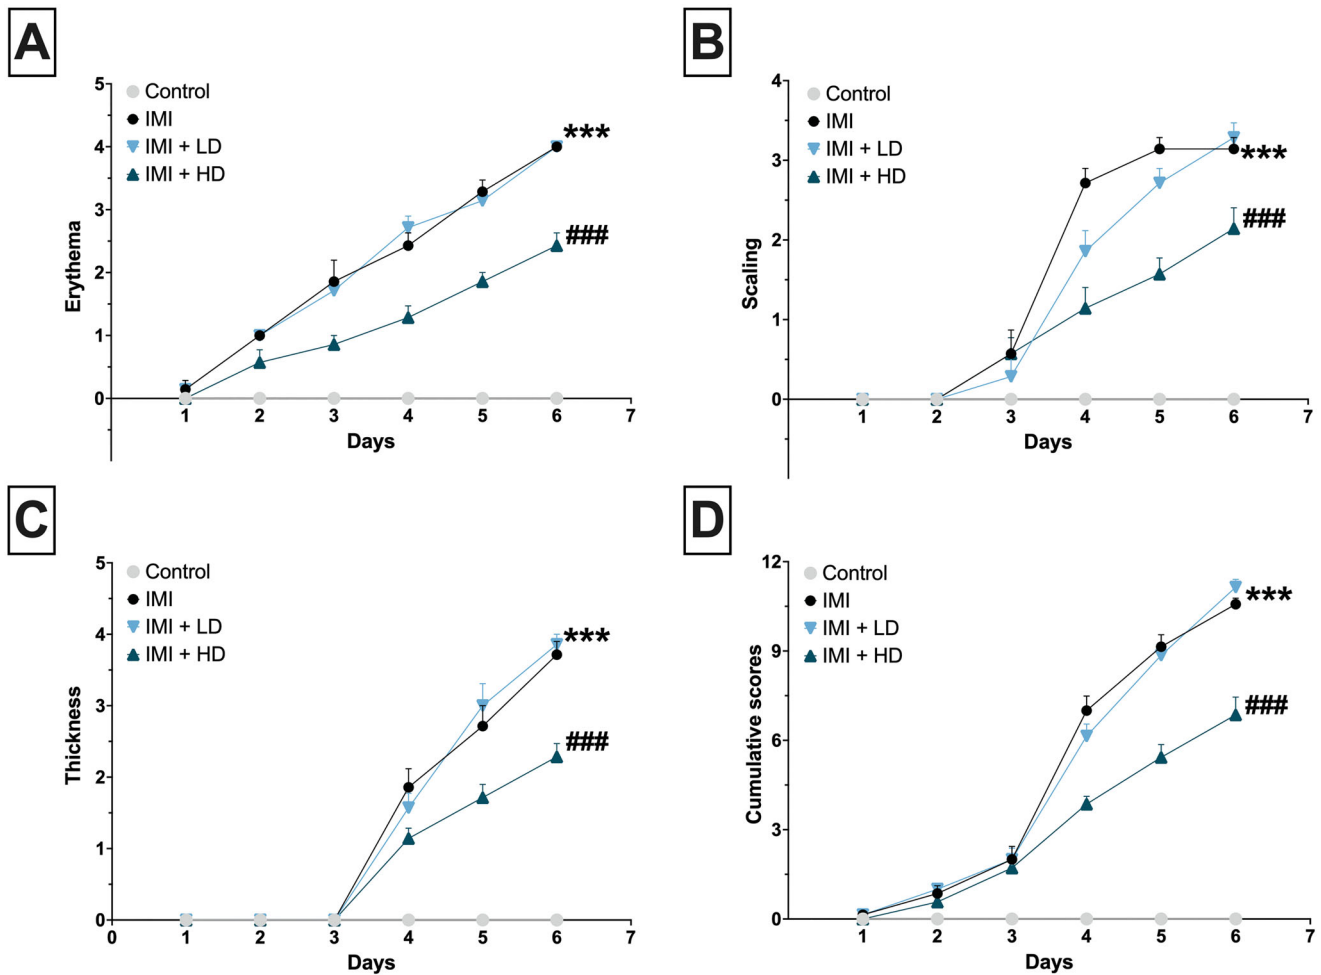 A
Erythema
5
4
3
2
1
0
Control
IMI
IMI + LD
IMI + HD
***
###
1 2 3 4 5 6 7
Days
B
Scaling
4
3
2
1
0
Control
IMI
IMI + LD
IMI + HD
***
###
1 2 3 4 5 6 7
Days
C
Thickness
5
4
3
2
1
0
Control
IMI
IMI + LD
IMI + HD
***
###
0 1 2 3 4 5 6 7
Days
D
Cumulative scores
12
9
6
3
0
Control
IMI
IMI + LD
IMI + HD
***
###
1 2 3 4 5 6 7
Days